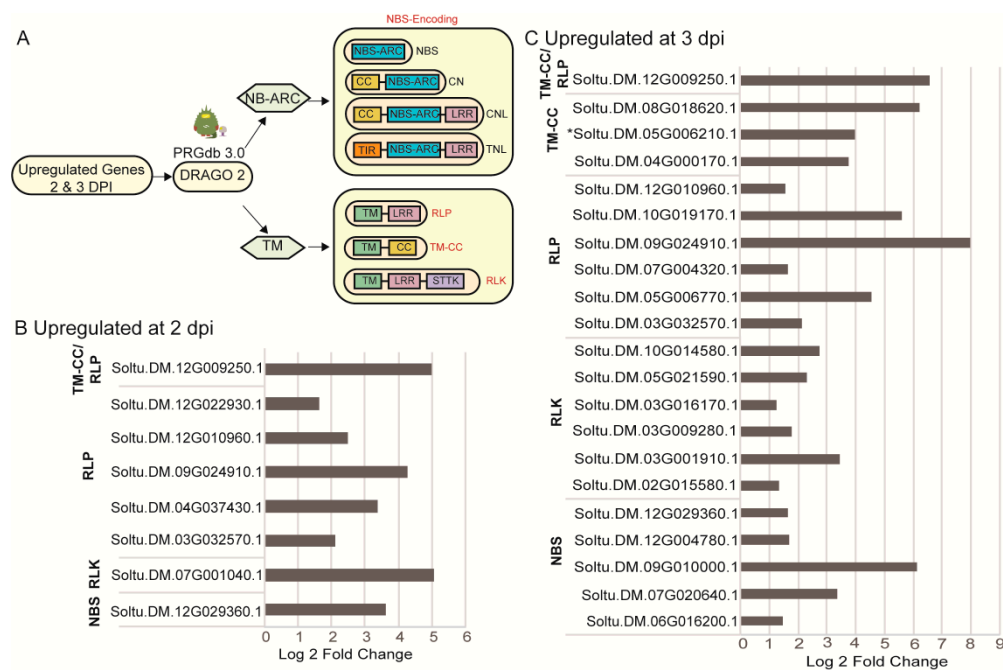 A
NBS-Encoding
NBS-ARC NBS
CC NBS-ARC CN
CC NBS-ARC LRR CNL
TIR NBS-ARC LRR TNL
NB-ARC
PRGdb 3.0
DRAGO 2
Upregulated Genes
2 & 3 DPI
TM
TM LRR RLP
TM CC TM-CC
TM LRR STTK RLK
B Upregulated at 2 dpi
TM-CC/
RLP
Soltu.DM.12G009250.1
RLP
Soltu.DM.12G022930.1
Soltu.DM.12G010960.1
Soltu.DM.09G024910.1
Soltu.DM.04G037430.1
Soltu.DM.03G032570.1
RLK
Soltu.DM.07G001040.1
NBS
Soltu.DM.12G029360.1
0 1 2 3 4 5 6
Log 2 Fold Change
C Upregulated at 3 dpi
TM-CC/
RLP
Soltu.DM.12G009250.1
TM-CC
Soltu.DM.08G018620.1
*Soltu.DM.05G006210.1
Soltu.DM.04G000170.1
RLP
Soltu.DM.12G010960.1
Soltu.DM.10G019170.1
Soltu.DM.09G024910.1
Soltu.DM.07G004320.1
Soltu.DM.05G006770.1
Soltu.DM.03G032570.1
RLK
Soltu.DM.10G014580.1
Soltu.DM.05G021590.1
Soltu.DM.03G016170.1
Soltu.DM.03G009280.1
Soltu.DM.03G001910.1
Soltu.DM.02G015580.1
NBS
Soltu.DM.12G029360.1
Soltu.DM.12G004780.1
Soltu.DM.09G010000.1
Soltu.DM.07G020640.1
Soltu.DM.06G016200.1
0 1 2 3 4 5 6 7 8 9
Log 2 Fold Change